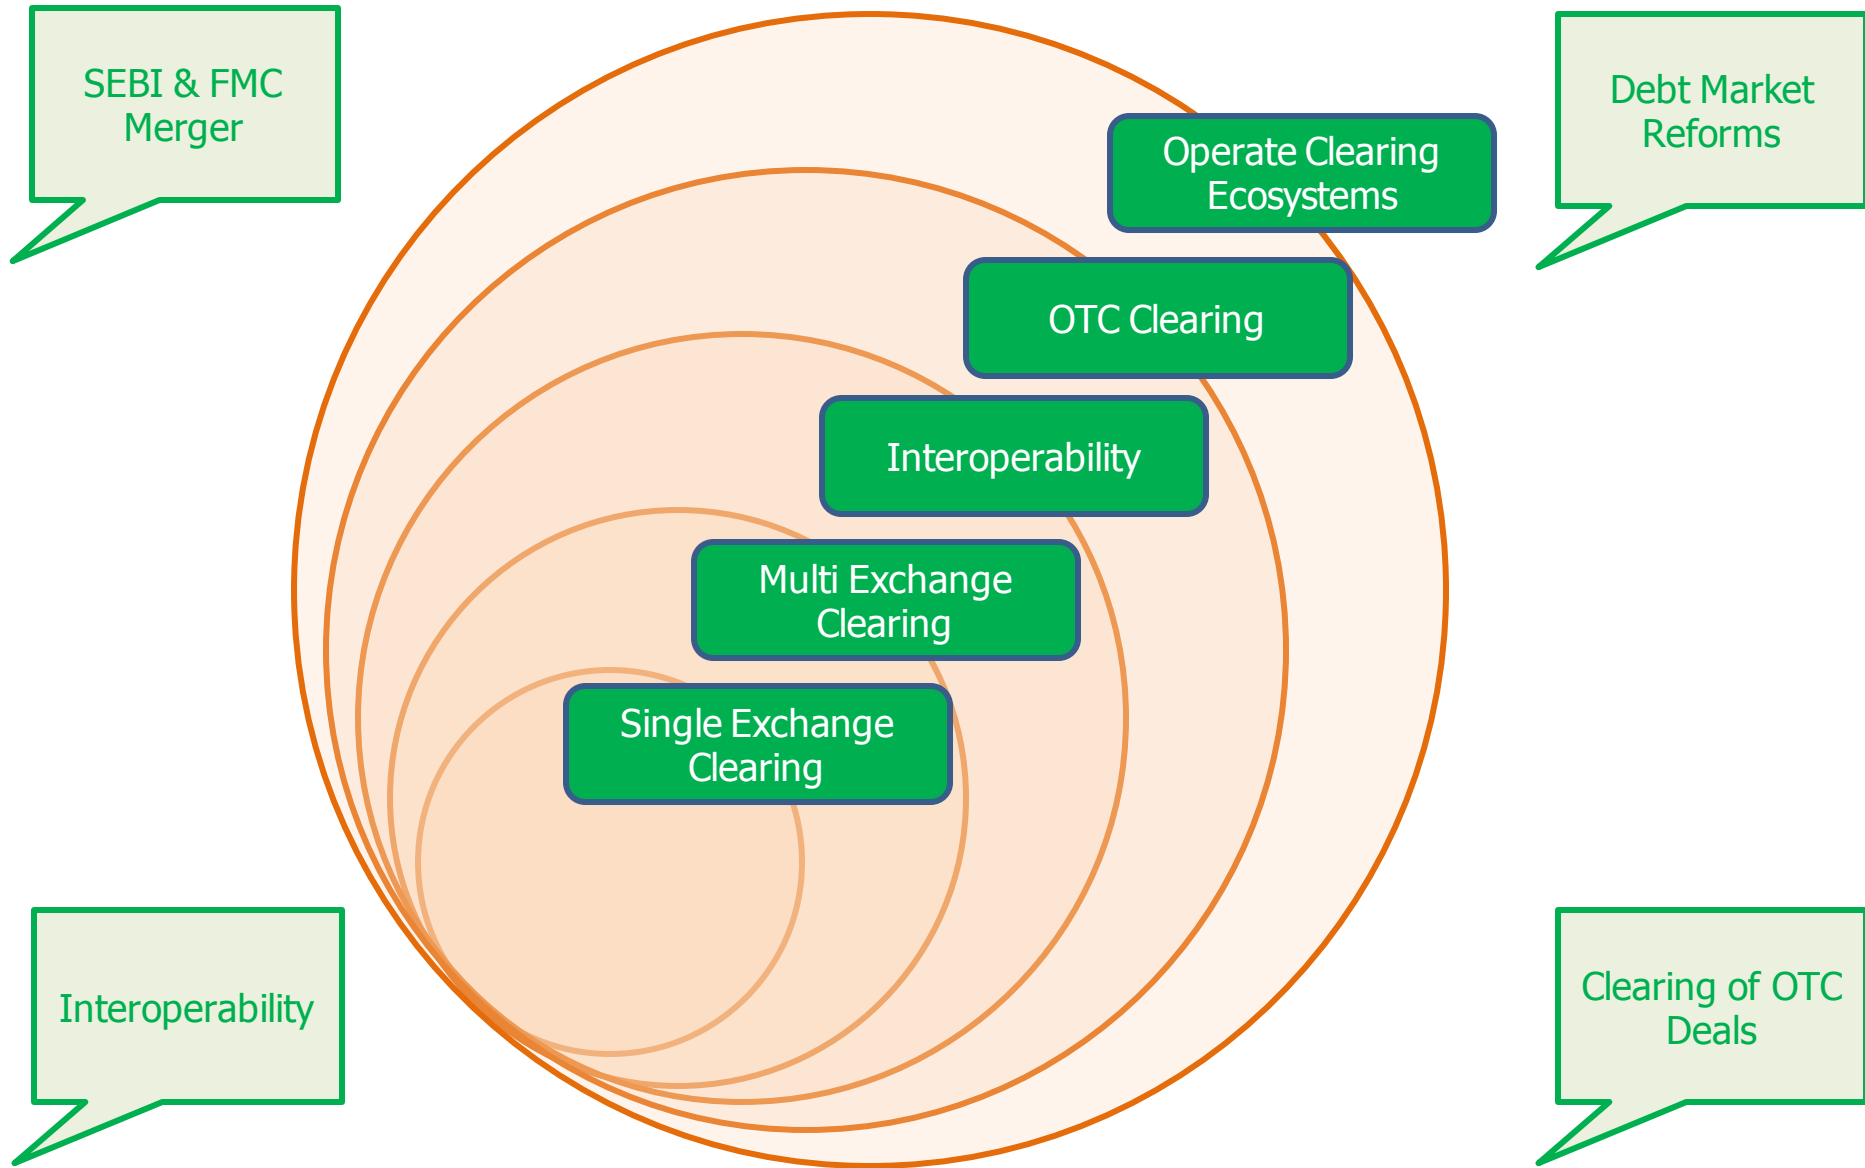 SEBI & FMC
Merger
Debt Market
Reforms
Operate Clearing
Ecosystems
OTC Clearing
Interoperability
Multi Exchange
Clearing
Single Exchange
Clearing
Interoperability
Clearing of OTC
Deals